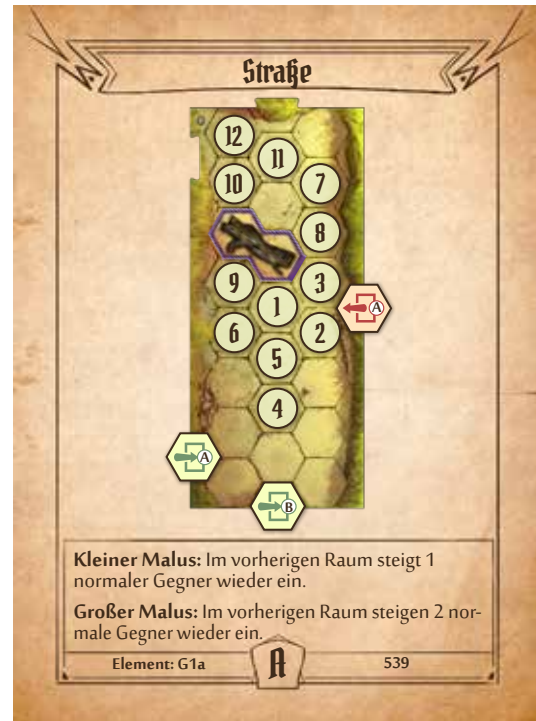 Straße
12
11
10
7
8
9
3
1
A
6
2
5
4
A
B
Kleiner Malus: Im vorherigen Raum steigt 1
normaler Gegner wieder ein.
Großer Malus: Im vorherigen Raum steigen 2 nor-
male Gegner wieder ein.
Element: G1a
A
539